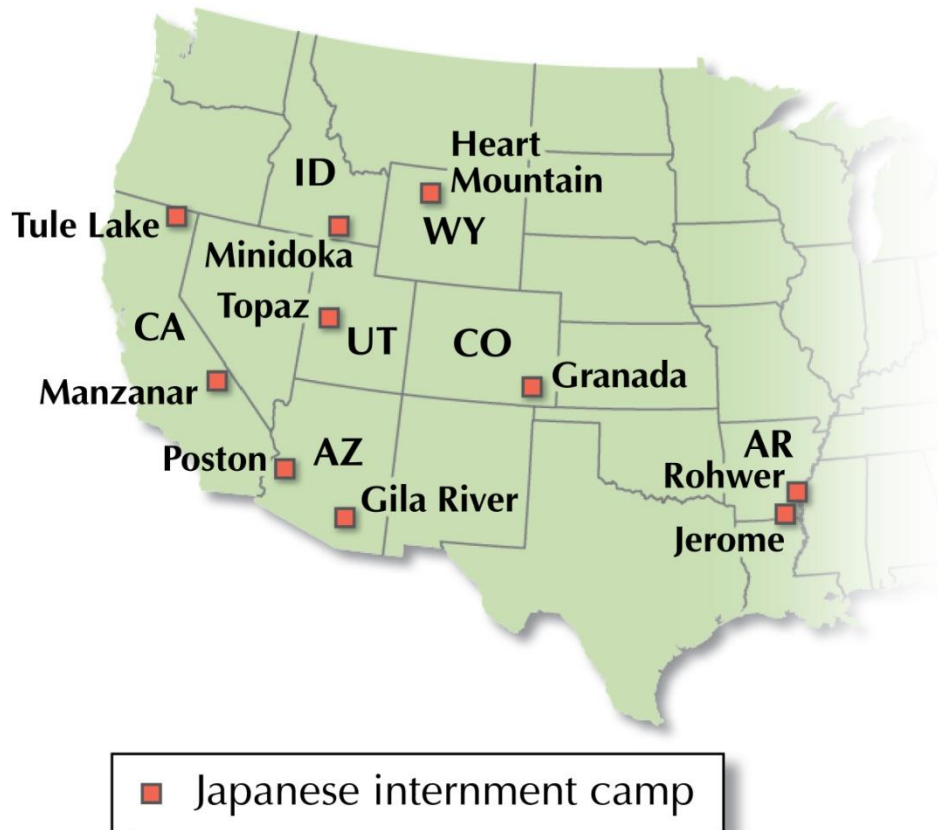 Heart
Mountain
ID
WY
Tule Lake
Minidoka
Topaz
UT
CO
CA
Granada
Manzanar
AZ
Poston
AR
Rohwer
Gila River
Jerome
Japanese internment camp